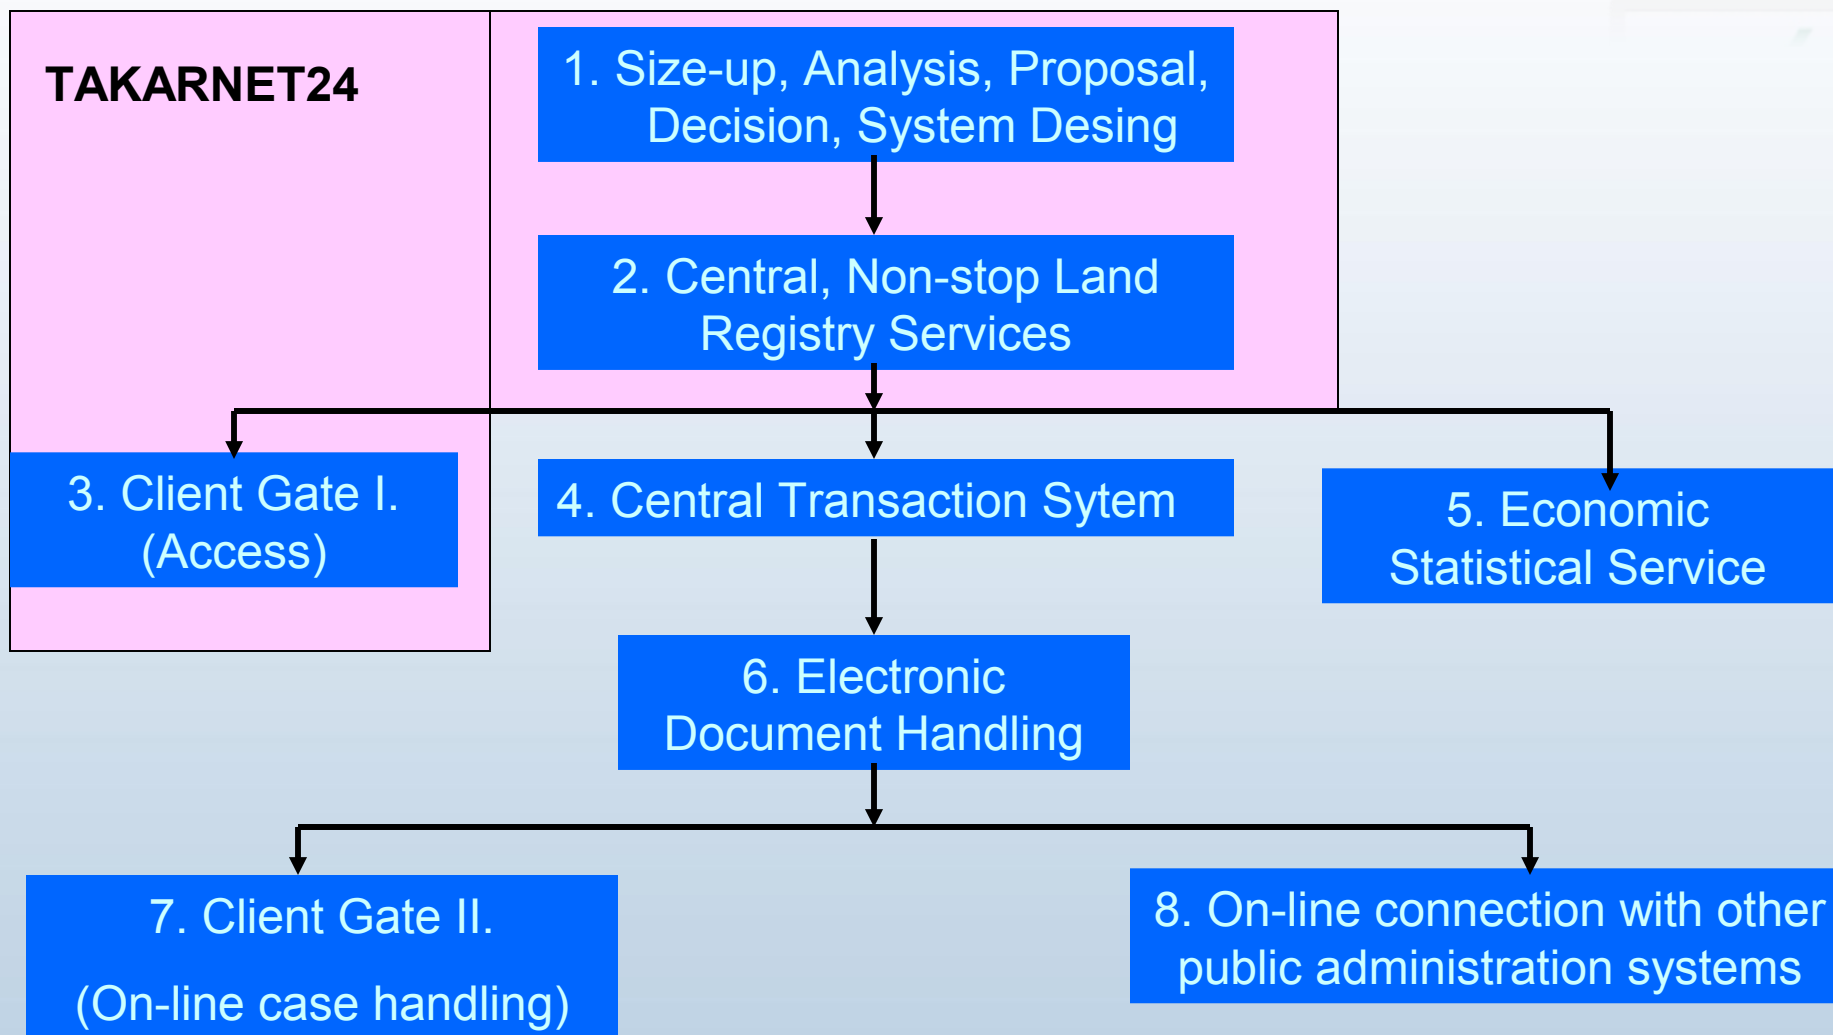 TAKARNET24
1. Size-up, Analysis, Proposal,
Decision, System Desing
2. Central, Non-stop Land
Registry Services
3. Client Gate I.
(Access)
4. Central Transaction Sytem
5. Economic
Statistical Service
6. Electronic
Document Handling
7. Client Gate II.
(On-line case handling)
8. On-line connection with other
public administration systems